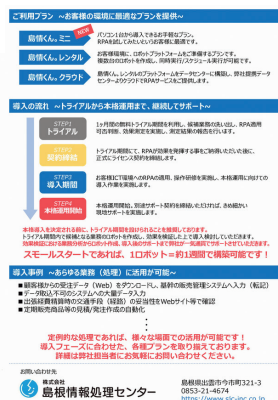 ご利用プラン ~お客様の環境に最適なプランを提供~
島情くん。ミニ NEW
パソコン1台から導入できるお手軽なプラン。
RPAを試してみたいというお客様に最適です。
島情くん。レンタル
お客様環境に、ロボットプラットフォームをご準備するプランです。
複数台のロボットを作成し、同時実行/スケジュール実行が可能です。
島情くん。クラウド
島情くん。レンタルのプラットフォームをデータセンターに構築し、弊社提携データ
センターよりクラウドでRPAサービスをご提供します。
導入の流れ ~トライアルから本格運用まで、継続してサポート~
STEP1
トライアル
1ヶ月間の無料トライアル期間を利用し、候補業務の洗い出し、RPA適用
可否判断、効果測定を実施し、測定結果の報告を行います。
STEP2
契約締結
トライアル期間にて、RPAが効果を発揮する事をご納得いただいた後に、
正式にライセンス契約を締結します。
STEP3
導入期間
お客様ICT環境へのRPAの適用、操作研修を実施し、本格運用に向けての
導入作業を実施します。
STEP4
本格運用開始
本格運用開始。別途サポート契約を締結いただければ、きめ細かい
現地サポートを実施します。
本格導入を決定される前に、トライアル期間を設けられることを推奨しております。
トライアル期間内で候補となる業務のロボットを作成し、効果を検証した上で導入検討していただきます。
効果検証における業務分析からロボット作成、導入後のサポートまで弊社が一気通貫でサポートさせていただきます。
スモールスタートであれば、1ロボット=約1週間で構築可能です!
導入事例 ~あらゆる業務(処理)に活用が可能~
■顧客様からの受注データ(Web)をダウンロードし、基幹の販売管理システムへ入力(転記)
■データ取込不可のシステムへの大量データ入力
■出張経費精算時の交通手段(経路)の妥当性をWebサイト等で確認
■定期販売商品等の見積/発注作成の自動化
定例的な処理であれば、様々な場面での活用が可能です!
導入フェーズに合わせた、各種プランを取り揃えております。
詳細は弊社担当者にお気軽にお問い合わせください。
お問い合わせ先
株式会社
島根情報処理センター
島根県出雲市今市町321-3
0853-21-4674